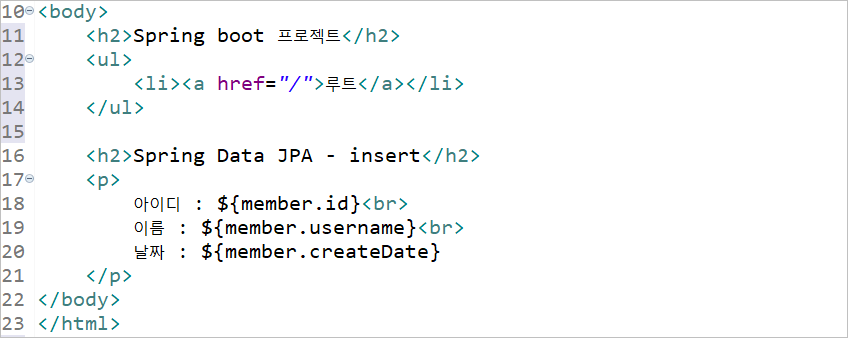 10 <body>
11     <h2>Spring boot 프로젝트</h2>
12     <ul>
13         <li><a href="/">루트</a></li>
14     </ul>
15
16     <h2>Spring Data JPA - insert</h2>
17     <p>
18         아이디 : ${member.id}<br>
19         이름 : ${member.username}<br>
20         날짜 : ${member.createDate}
21     </p>
22 </body>
23 </html>